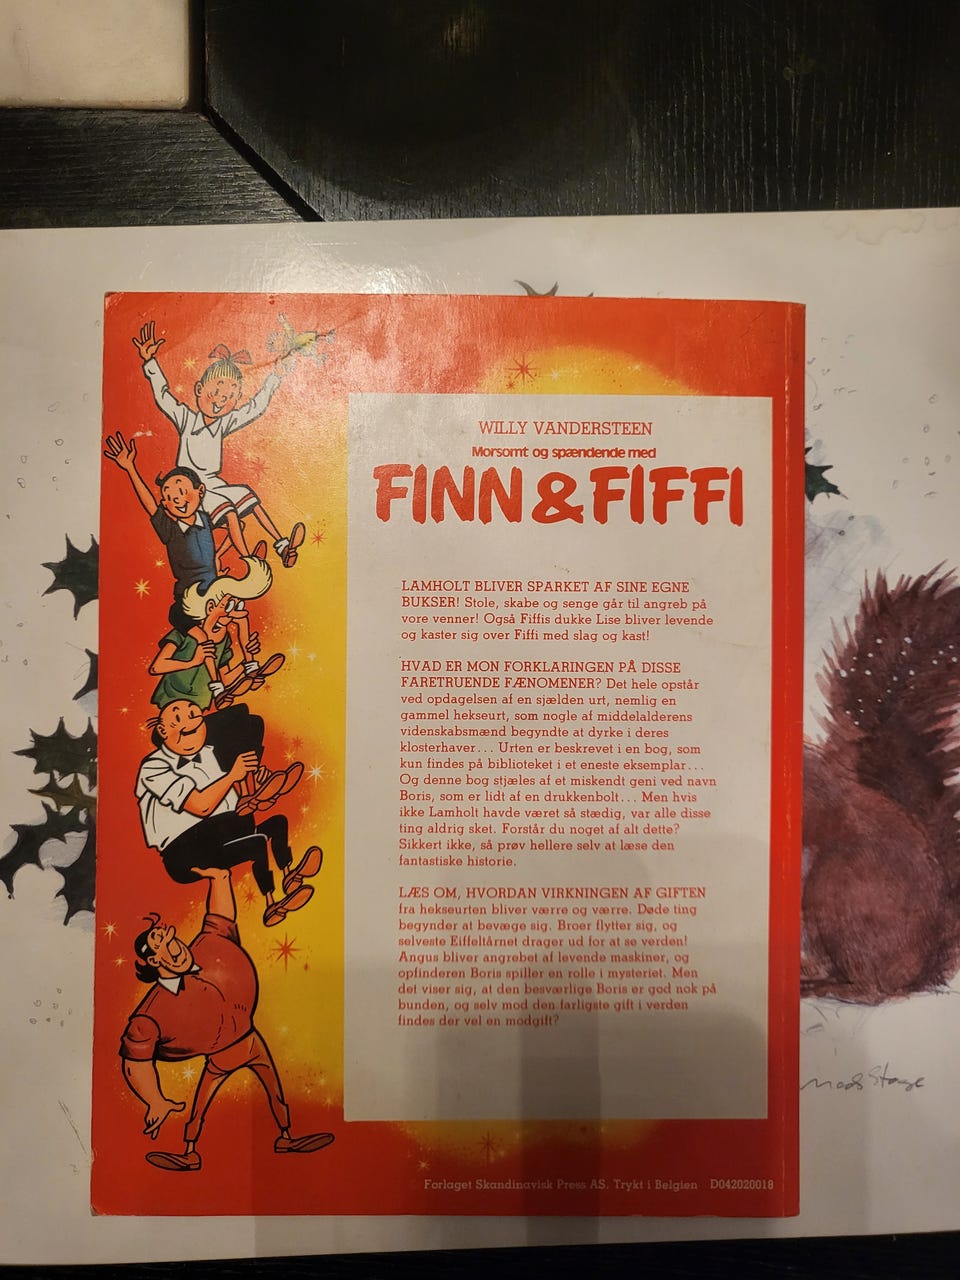 WILLY VANDERSTEEN
Morsomt og spændende med
FINN & FIFFI
LAMHOLT BLIVER SPARKET AF SINE EGNE
BUKSER! Stole, skabe og senge går til angreb på
vore venner! Også Fiffis dukke Lise bliver levende
og kaster sig over Fiffi med slag og kast!
HVAD ER MON FORKLARINGEN PÅ DISSE
FARETRUENDE FÆNOMENER? Det hele opstår
ved opdagelsen af en sjælden urt, nemlig en
gammel hekseurt, som nogle af middelalderens
videnskabsmænd begyndte at dyrke i deres
klosterhaver... Urten er beskrevet i en bog, som
kun findes på biblioteket i et eneste eksemplar...
Og denne bog stjæles af et miskendt geni ved navn
Boris, som er lidt af en drukkenbolt... Men hvis
ikke Lamholt havde været så stædig, var alle disse
ting aldrig sket. Forstår du noget af alt dette?
Sikkert ikke, så prøv hellere selv at læse den
fantastiske historie.
LÆS OM, HVORDAN VIRKNINGEN AF GIFTEN
fra hekseurten bliver værre og værre. Døde ting
begynder at bevæge sig. Broer flytter sig, og
selveste Eiffeltårnet drager ud for at se verden!
Angus bliver angrebet af levende maskiner, og
opfinderen Boris spiller en rolle i mysteriet. Men
det viser sig, at den besværlige Boris er god nok på
bunden, og selv mod den farligste gift i verden
findes der vel en modgift?
© Forlaget Skandinavisk Press AS, Trykt i Belgien D042020018
Mads Stage